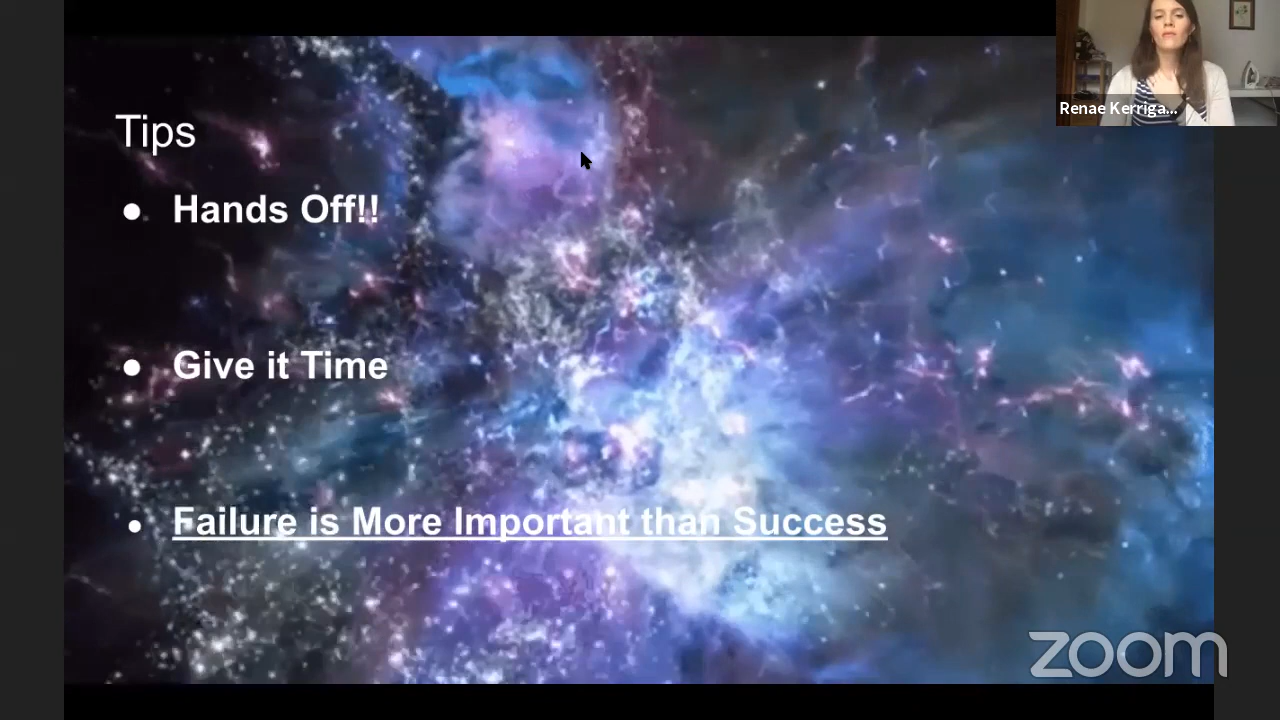 Renae Kerriga...
Tips
● Hands Off!!
● Give it Time
● Failure is More Important than Success
zoom